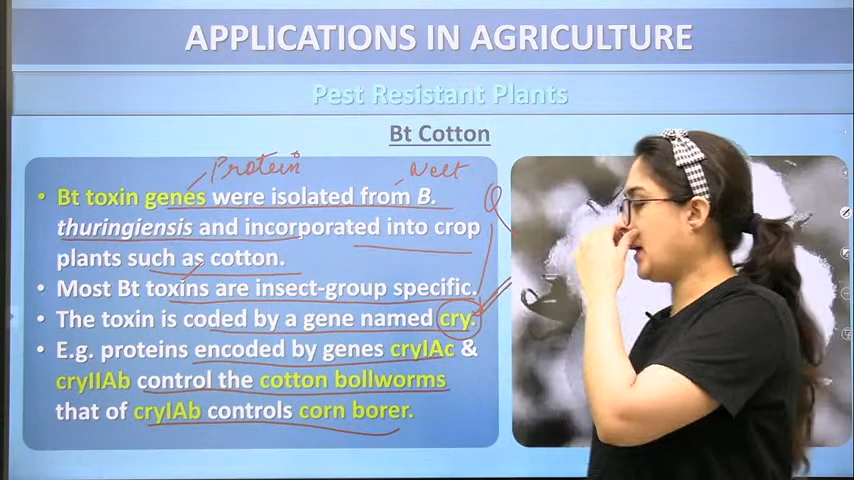 APPLICATIONS IN AGRICULTURE
Pest Resistant Plants
Bt Cotton
Protein
• Bt toxin genes were isolated from B.
thuringiensis and incorporated into crop
plants such as cotton.
• Most Bt toxins are insect-group specific.
• The toxin is coded by a gene named cry.
• E.g. proteins encoded by genes cryIAc &
cryIIAb control the cotton bollworms
that of cryIAb controls corn borer.